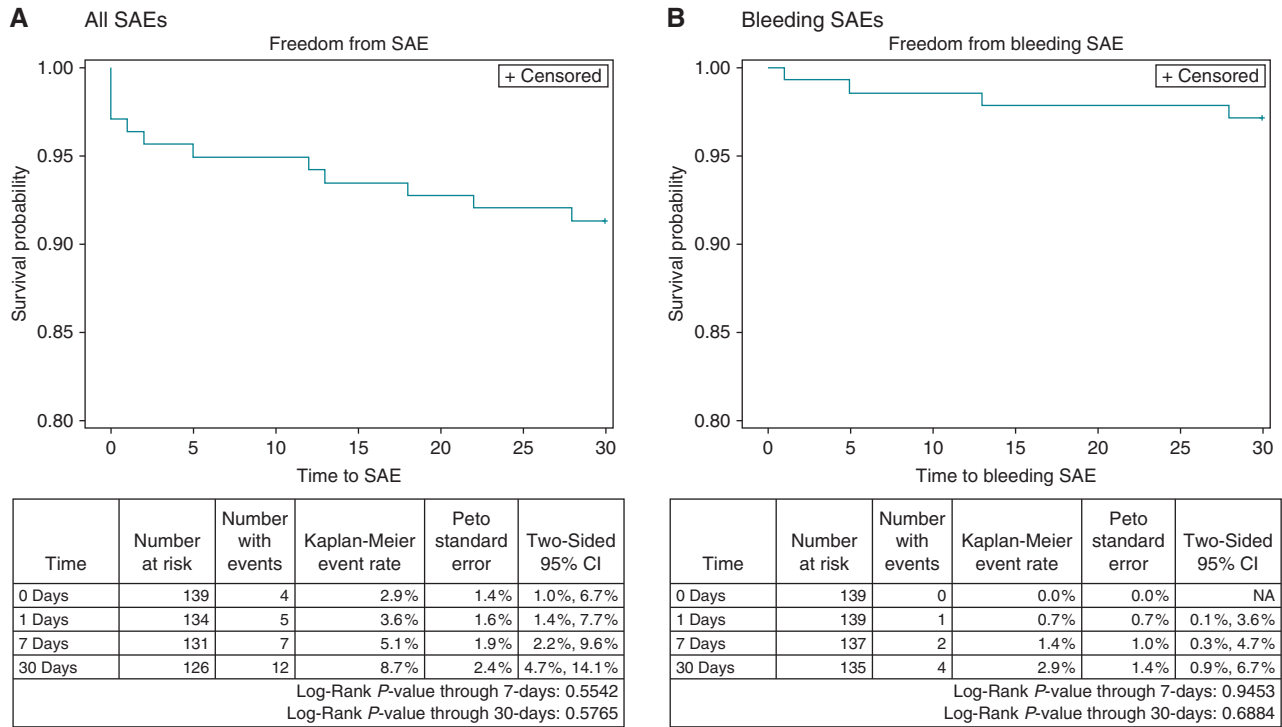 A All SAEs
Freedom from SAE
+ Censored
Survival probability
1.00
0.95
0.90
0.85
0.80
0 5 10 15 20 25 30
Time to SAE
Time Number at risk Number with events Kaplan-Meier event rate Peto standard error Two-Sided 95% CI
0 Days 139 4 2.9% 1.4% 1.0%, 6.7%
1 Days 134 5 3.6% 1.6% 1.4%, 7.7%
7 Days 131 7 5.1% 1.9% 2.2%, 9.6%
30 Days 126 12 8.7% 2.4% 4.7%, 14.1%
Log-Rank P-value through 7-days: 0.5542
Log-Rank P-value through 30-days: 0.5765
B Bleeding SAEs
Freedom from bleeding SAE
+ Censored
Survival probability
1.00
0.95
0.90
0.85
0.80
0 5 10 15 20 25 30
Time to bleeding SAE
Time Number at risk Number with events Kaplan-Meier event rate Peto standard error Two-Sided 95% CI
0 Days 139 0 0.0% 0.0% NA
1 Days 139 1 0.7% 0.7% 0.1%, 3.6%
7 Days 137 2 1.4% 1.0% 0.3%, 4.7%
30 Days 135 4 2.9% 1.4% 0.9%, 6.7%
Log-Rank P-value through 7-days: 0.9453
Log-Rank P-value through 30-days: 0.6884